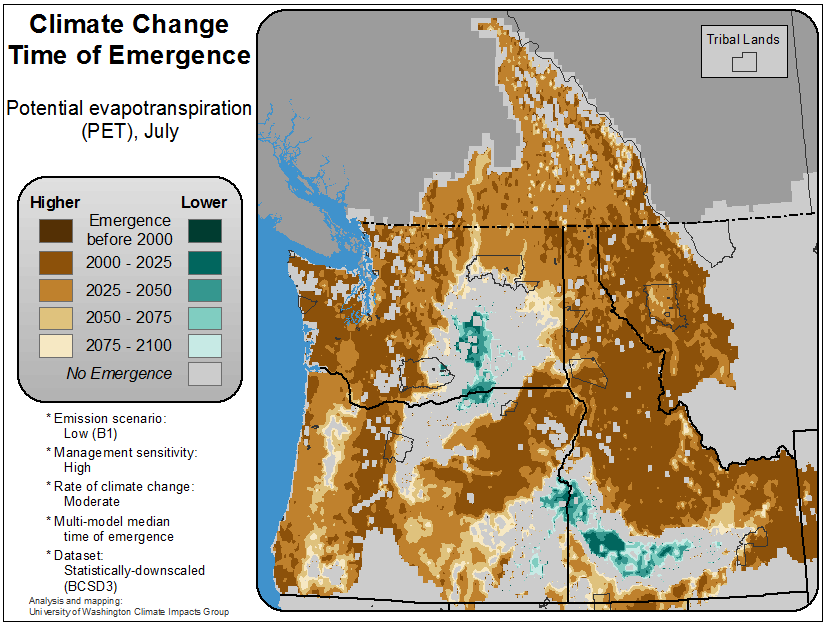 Climate Change
Time of Emergence
Potential evapotranspiration
(PET), July
Higher
Lower
Emergence
before 2000
2000 - 2025
2025 - 2050
2050 - 2075
2075 - 2100
No Emergence
* Emission scenario:
Low (B1)
* Management sensitivity:
High
* Rate of climate change:
Moderate
* Multi-model median
time of emergence
* Dataset:
Statistically-downscaled
(BCSD3)
Analysis and mapping:
University of Washington Climate Impacts Group
Tribal Lands